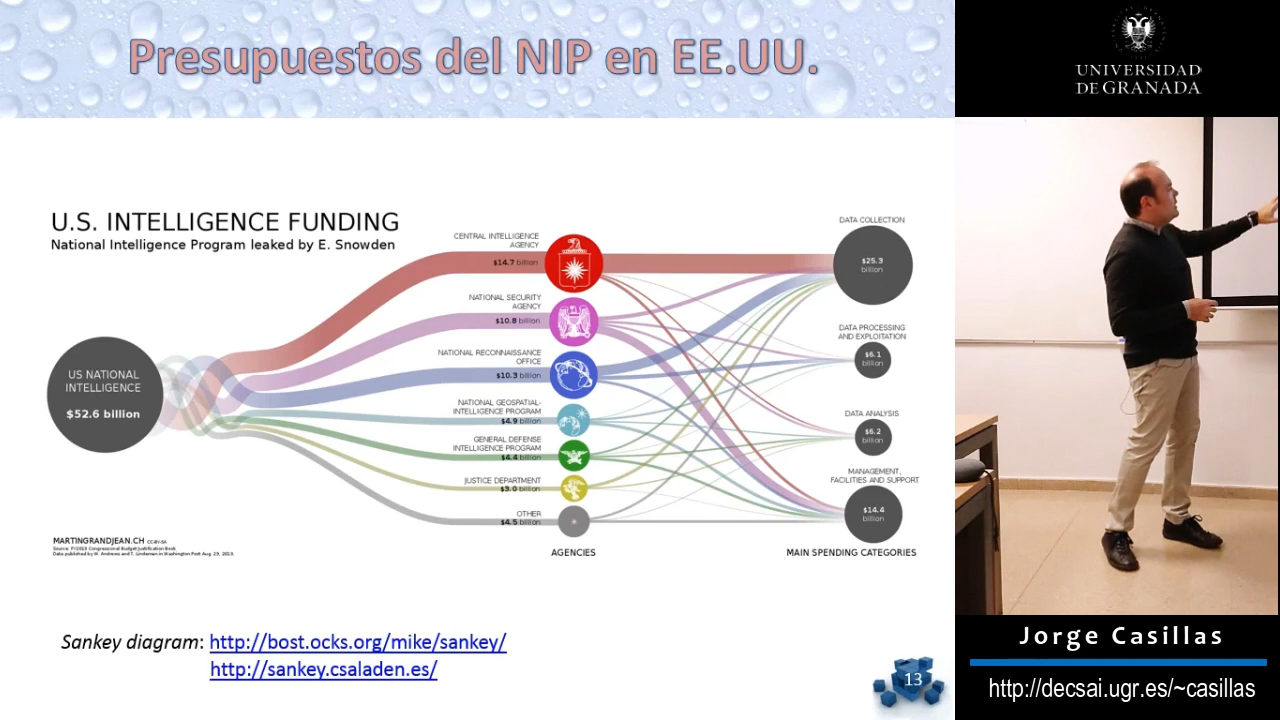 Presupuestos del NIP en EE.UU.
U.S. INTELLIGENCE FUNDING
National Intelligence Program leaked by E. Snowden
US NATIONAL
INTELLIGENCE
$52.6 billion
CENTRAL INTELLIGENCE
AGENCY
$14.7 billion
NATIONAL SECURITY
AGENCY
$10.8 billion
NATIONAL RECONNAISSANCE
OFFICE
$10.3 billion
NATIONAL GEOSPATIAL-
INTELLIGENCE PROGRAM
$4.9 billion
GENERAL DEFENSE
INTELLIGENCE PROGRAM
$4.4 billion
JUSTICE DEPARTMENT
$3.0 billion
OTHER
$4.5 billion
AGENCIES
DATA COLLECTION
$25.3
billion
DATA PROCESSING
AND EXPLOITATION
$6.1
billion
DATA ANALYSIS
$6.2
billion
MANAGEMENT,
FACILITIES AND SUPPORT
$14.4
billion
MAIN SPENDING CATEGORIES
MARTINGRANDJEAN.CH CC-BY-SA
Source: FY2013 Congressional Budget Justification Book
Data published by W. Andrews and T. Lindeman in Washington Post Aug. 29, 2013.
Sankey diagram: http://bost.ocks.org/mike/sankey/
http://sankey.csaladen.es/
13
UNIVERSIDAD
DE GRANADA
Jorge Casillas
http://decsai.ugr.es/~casillas